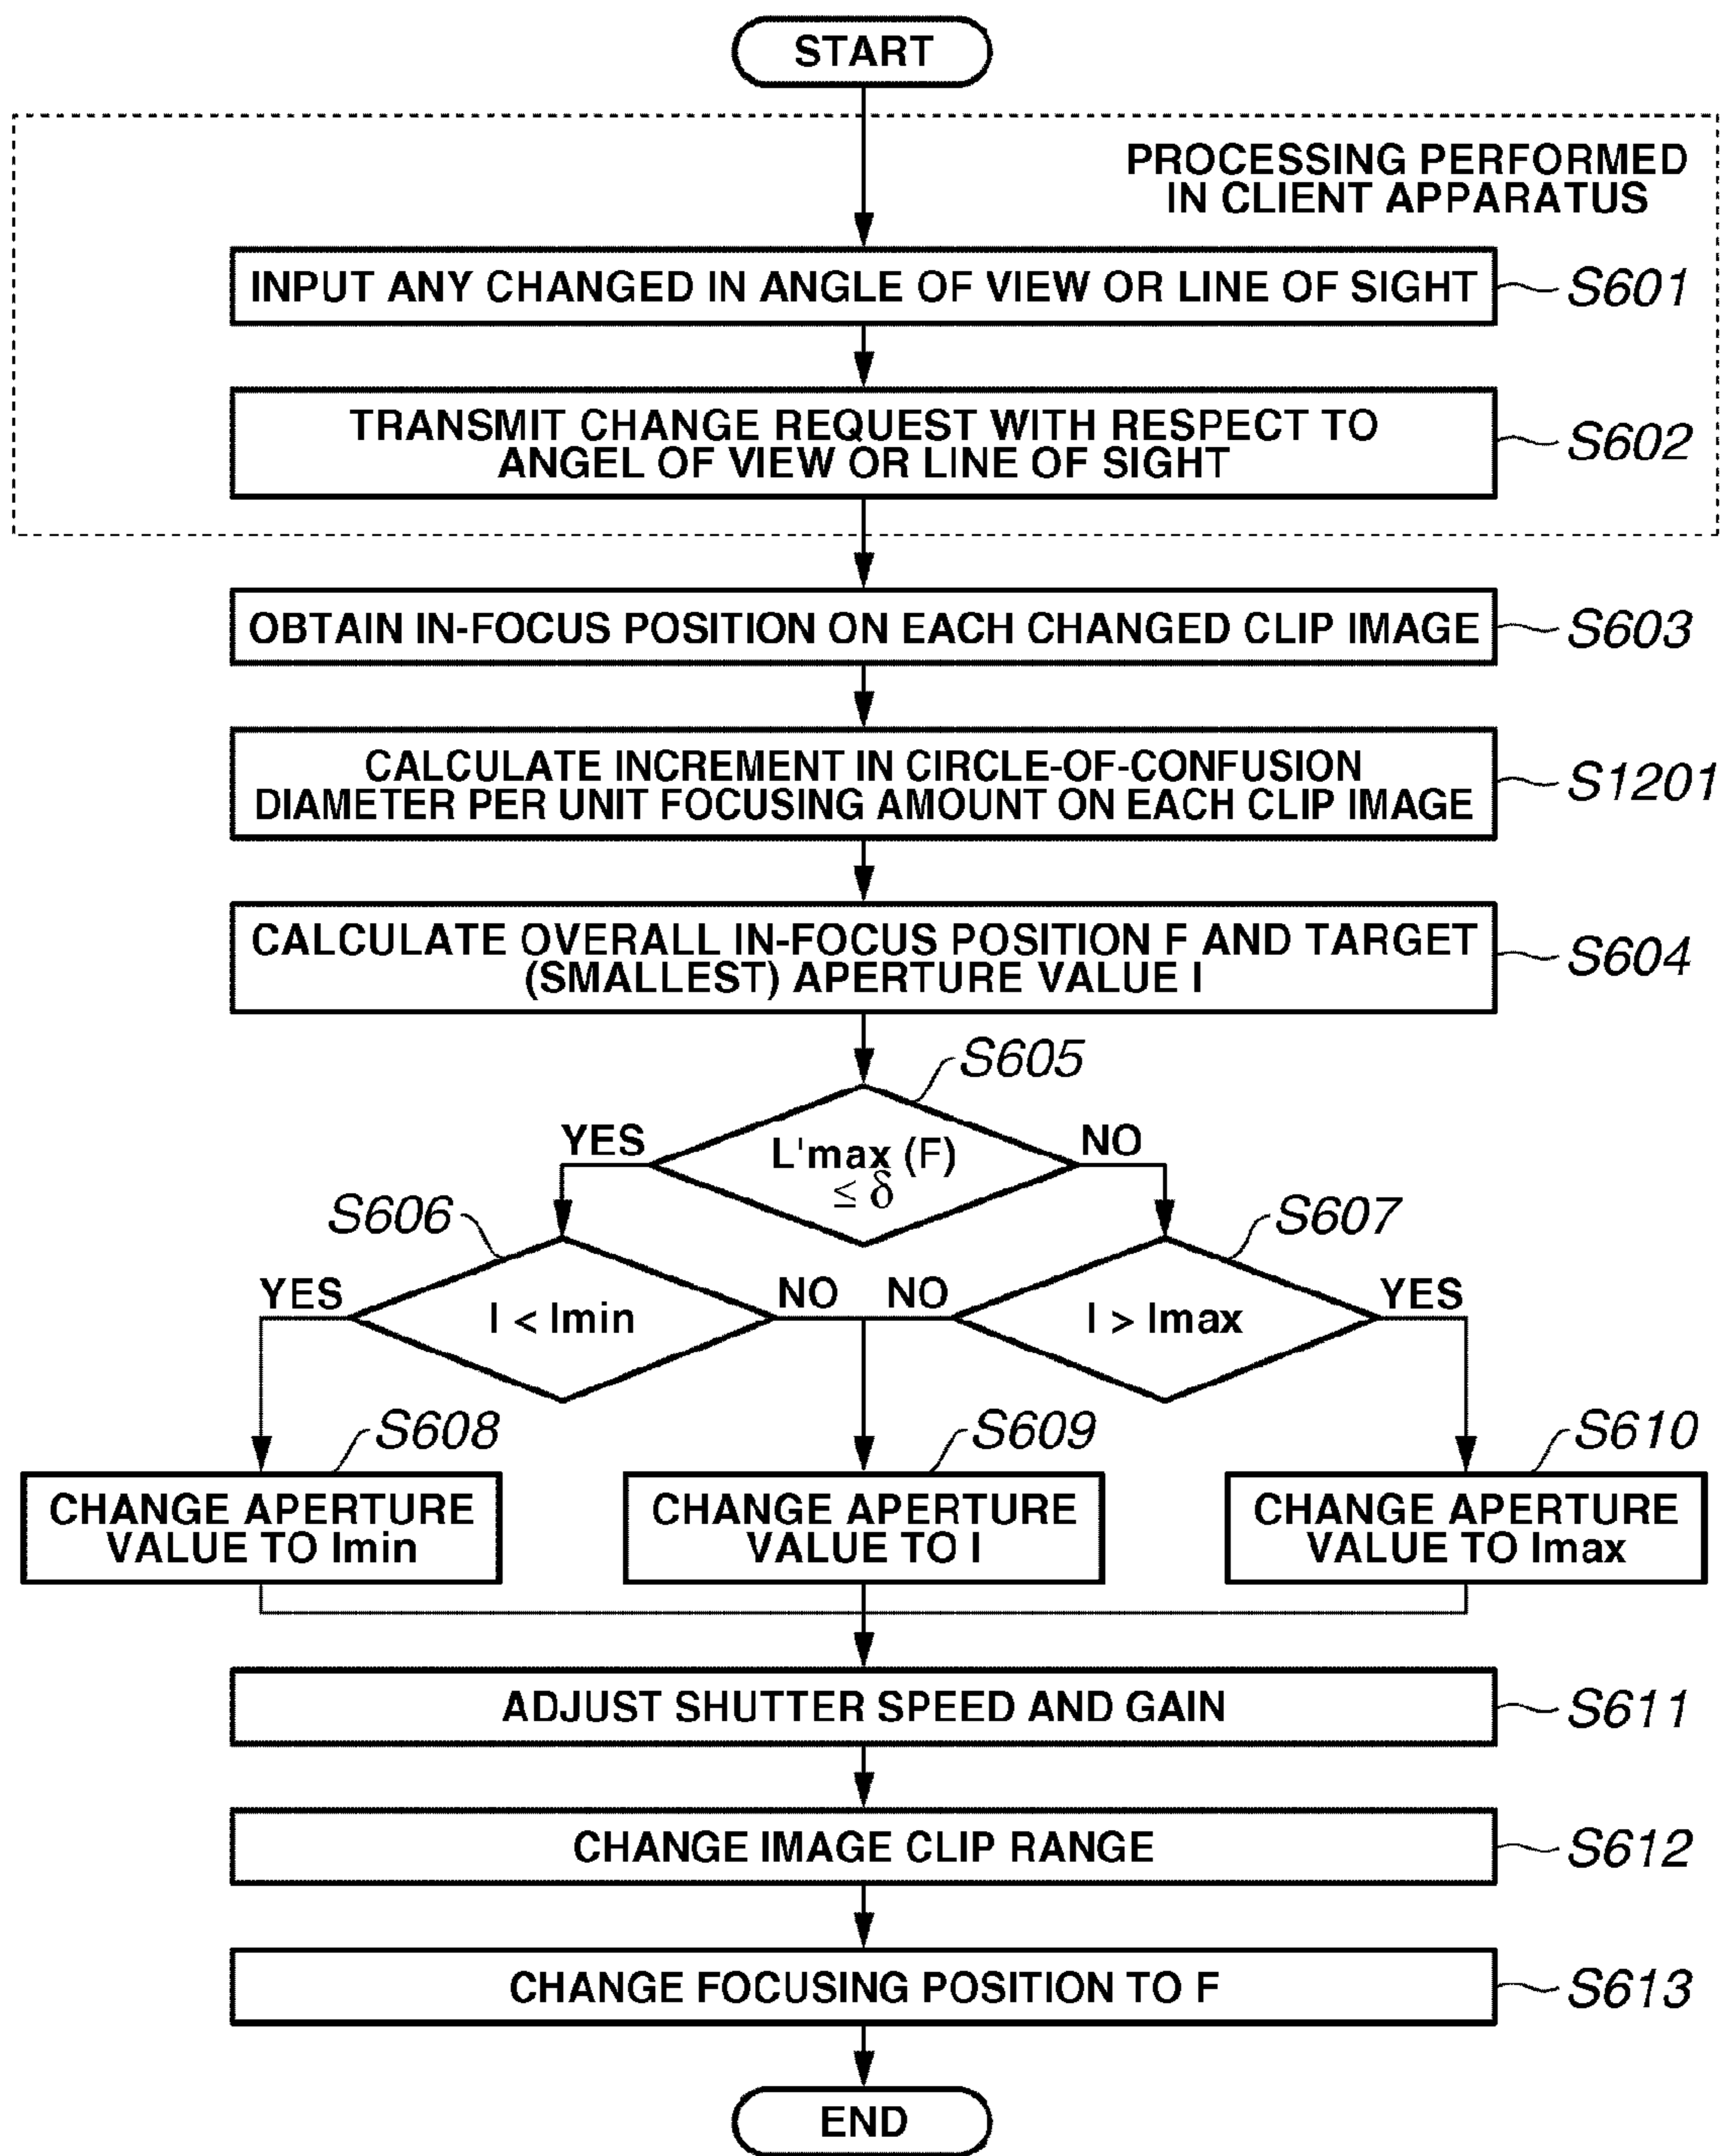 START
PROCESSING PERFORMED
IN CLIENT APPARATUS
INPUT ANY CHANGED IN ANGLE OF VIEW OR LINE OF SIGHT
S601
TRANSMIT CHANGE REQUEST WITH RESPECT TO
ANGEL OF VIEW OR LINE OF SIGHT
S602
OBTAIN IN-FOCUS POSITION ON EACH CHANGED CLIP IMAGE
S603
CALCULATE INCREMENT IN CIRCLE-OF-CONFUSION
DIAMETER PER UNIT FOCUSING AMOUNT ON EACH CLIP IMAGE
S1201
CALCULATE OVERALL IN-FOCUS POSITION F AND TARGET
(SMALLEST) APERTURE VALUE I
S604
S605
YES
L'max (F)
≤ δ
NO
S606
S607
YES
I < Imin
NO
NO
I > Imax
YES
S608
S609
S610
CHANGE APERTURE
VALUE TO Imin
CHANGE APERTURE
VALUE TO I
CHANGE APERTURE
VALUE TO Imax
ADJUST SHUTTER SPEED AND GAIN
S611
CHANGE IMAGE CLIP RANGE
S612
CHANGE FOCUSING POSITION TO F
S613
END